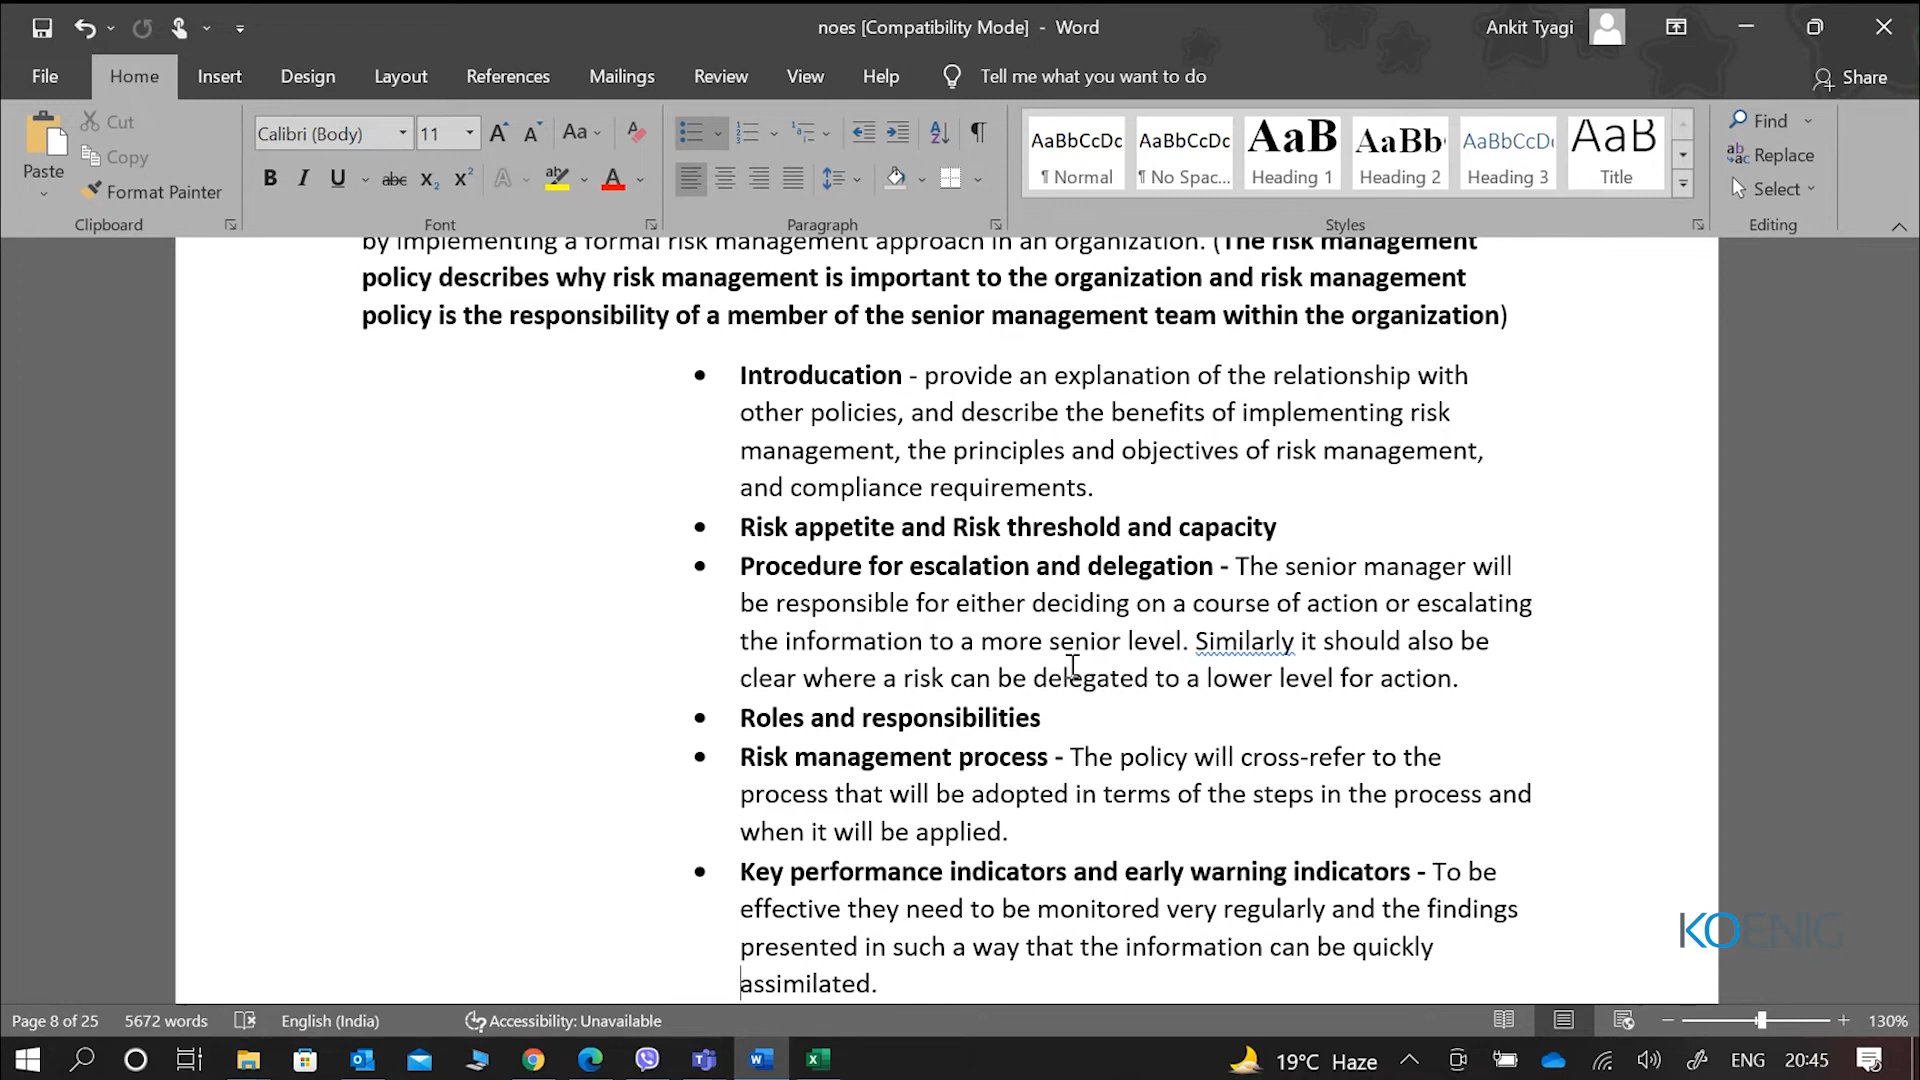 noes [Compatibility Mode] - Word
Ankit Tyagi
File Home Insert Design Layout References Mailings Review View Help Tell me what you want to do Share
Paste
Cut
Copy
Format Painter
Clipboard
Calibri (Body) 11
Font
Paragraph
AaBbCcDc AaBbCcDc AaB AaBb( AaBbCcD( AaB
¶ Normal ¶ No Spac... Heading 1 Heading 2 Heading 3 Title
Styles
Find
Replace
Select
Editing
by implementing a formal risk management approach in an organization. (The risk management
policy describes why risk management is important to the organization and risk management
policy is the responsibility of a member of the senior management team within the organization)
• Introducation - provide an explanation of the relationship with
other policies, and describe the benefits of implementing risk
management, the principles and objectives of risk management,
and compliance requirements.
• Risk appetite and Risk threshold and capacity
• Procedure for escalation and delegation - The senior manager will
be responsible for either deciding on a course of action or escalating
the information to a more senior level. Similarly it should also be
clear where a risk can be delegated to a lower level for action.
• Roles and responsibilities
• Risk management process - The policy will cross-refer to the
process that will be adopted in terms of the steps in the process and
when it will be applied.
• Key performance indicators and early warning indicators - To be
effective they need to be monitored very regularly and the findings
presented in such a way that the information can be quickly
assimilated.
KOENIG
Page 8 of 25 5672 words English (India) Accessibility: Unavailable 130%
19°C Haze ENG 20:45